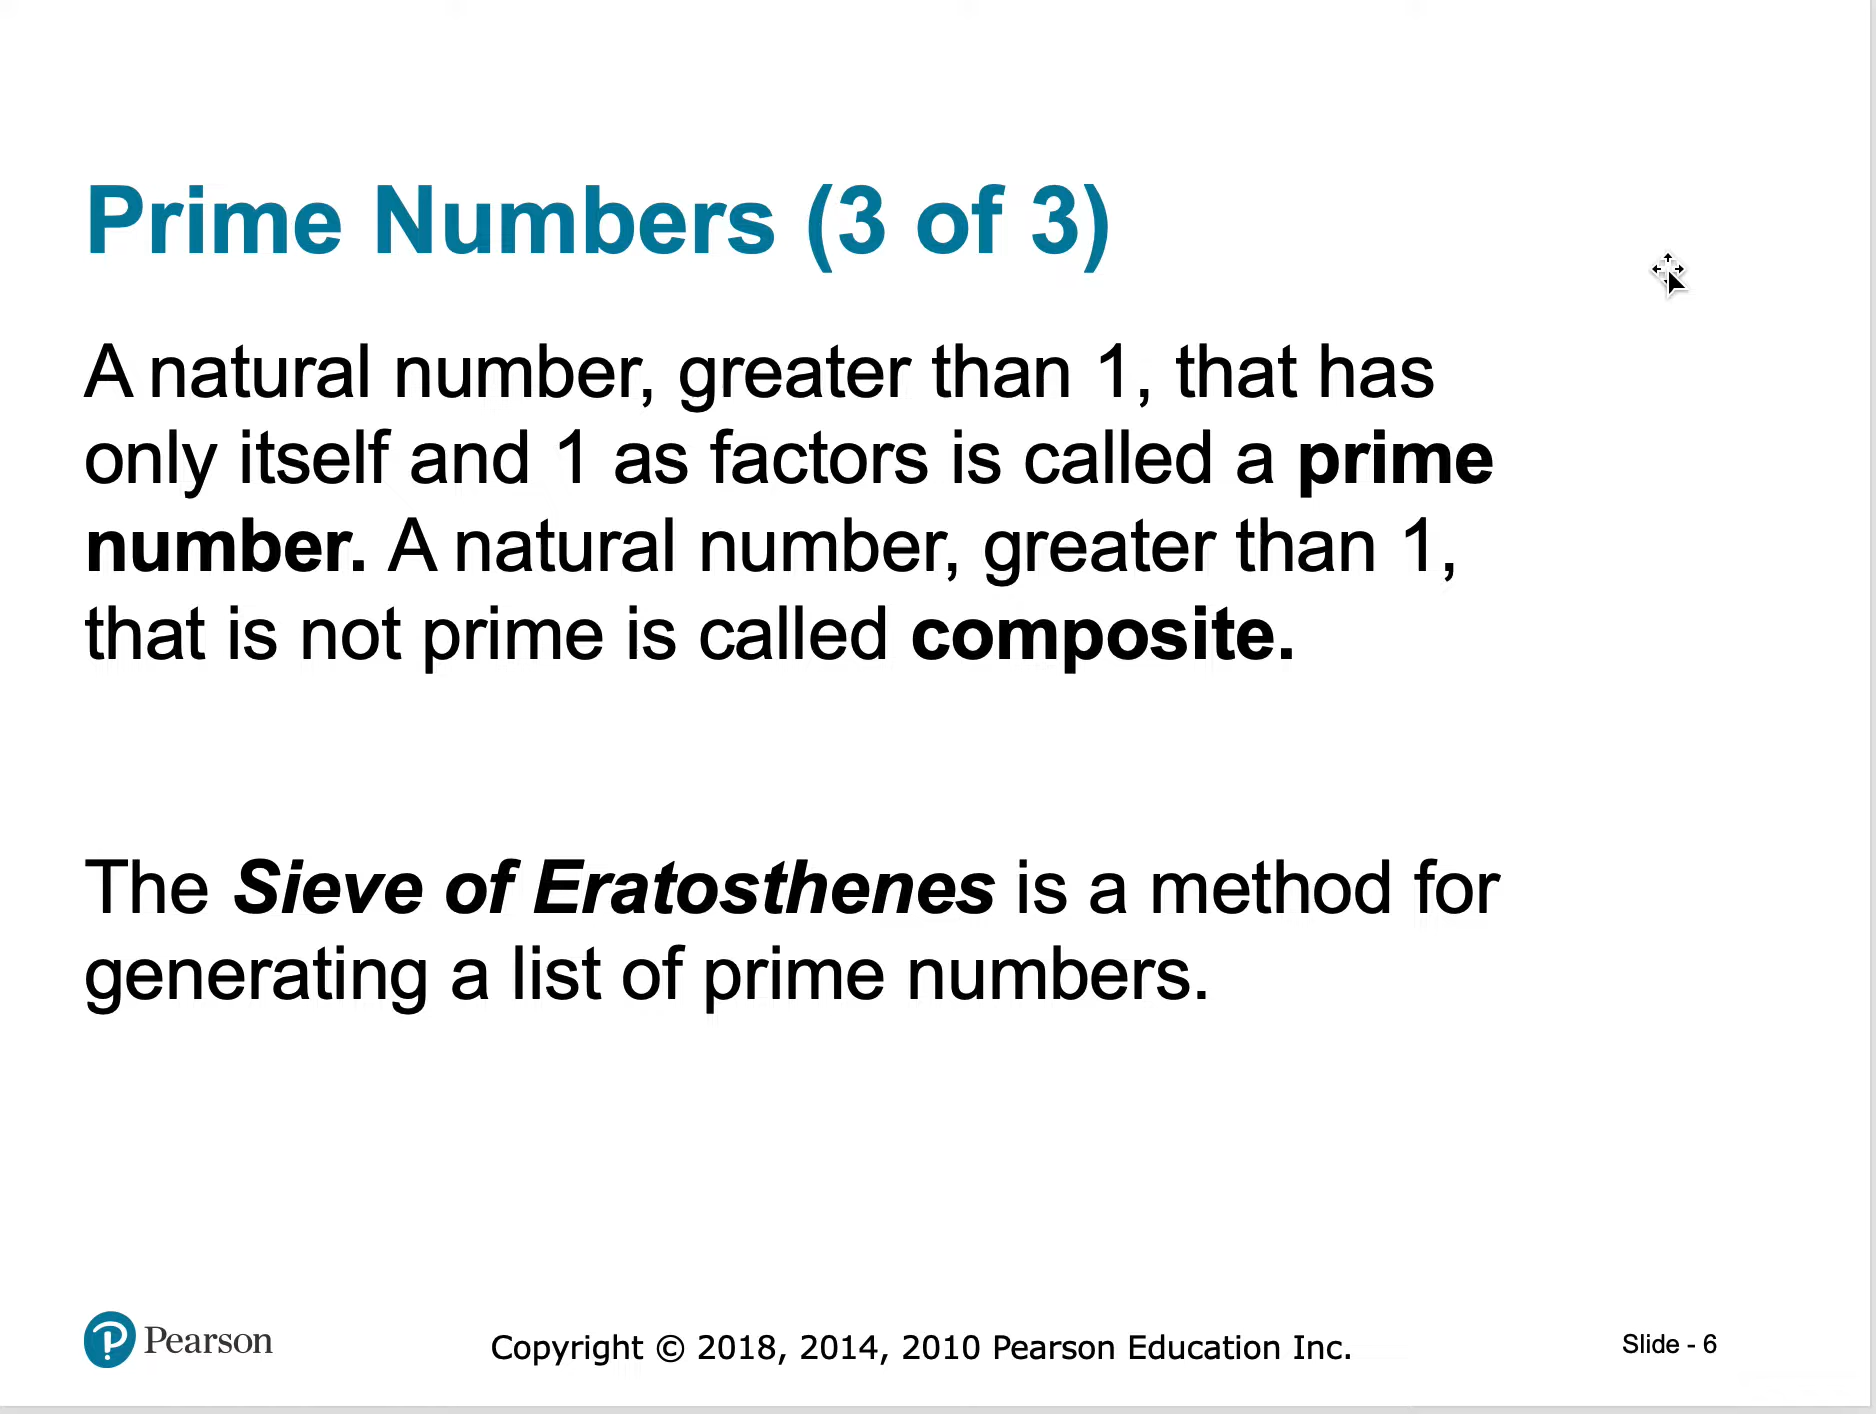 Prime Numbers (3 of 3)
A natural number, greater than 1, that has
only itself and 1 as factors is called a prime
number. A natural number, greater than 1,
that is not prime is called composite.
The Sieve of Eratosthenes is a method for
generating a list of prime numbers.
Pearson
Copyright © 2018, 2014, 2010 Pearson Education Inc.
Slide - 6